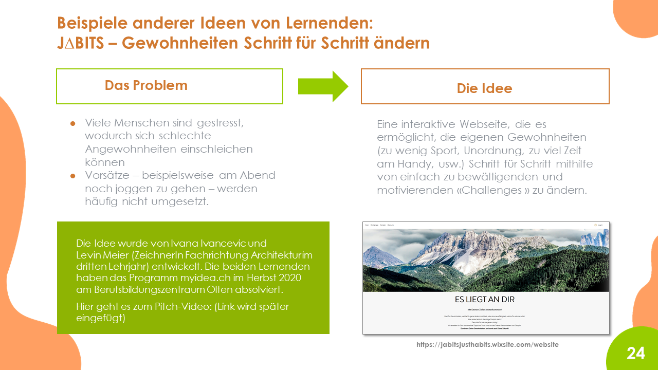 Beispiele anderer Ideen von Lernenden:
J∆BITS – Gewohnheiten Schritt für Schritt ändern
Das Problem
Die Idee
Viele Menschen sind gestresst,
wodurch sich schlechte
Angewohnheiten einschleichen
können
Vorsätze beispielsweise am Abend
noch joggen zu gehen – werden
häufig nicht umgesetzt.
Eine interaktive Webseite, die es
ermöglicht, die eigenen Gewohnheiten
(zu wenig Sport, Unordnung, zu viel Zeit
am Handy, usw.) Schritt für Schritt mithilfe
von einfach zu bewältigenden und
motivierenden «Challenges » zu ändern.
Die Idee wurde von Ivana Ivancevic und
Levin Meier (Zeichnerin Fachrichtung Architektur im
dritten Lehrjahr) entwickelt. Die beiden Lernenden
haben das Programm myidea.ch im Herbst 2020
am Berufsbildungszentrum Olten absolviert.
Hier geht es zum Pitch-Video: (Link wird später
eingefügt)
ES LIEGT AN DIR
https://jabitsjusthabits.wixsite.com/website
24